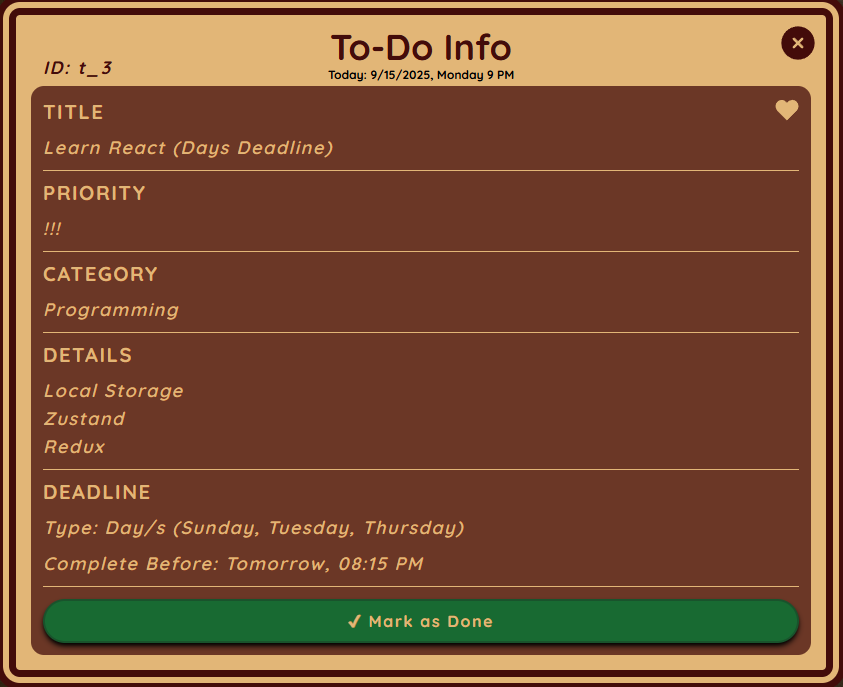 To-Do Info
ID: t_3
Today: 9/15/2025, Monday 9 PM
TITLE
Learn React (Days Deadline)
PRIORITY
!!!
CATEGORY
Programming
DETAILS
Local Storage
Zustand
Redux
DEADLINE
Type: Day/s (Sunday, Tuesday, Thursday)
Complete Before: Tomorrow, 08:15 PM
✔ Mark as Done